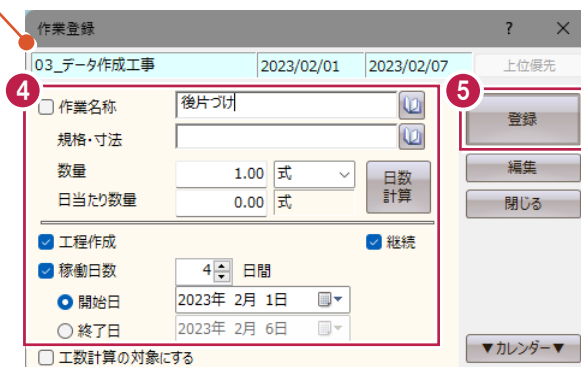 作業登録 ? ×
03_データ作成工事 2023/02/01 2023/02/07 上位優先
4 5
作業名称 後片づけ
登録
規格・寸法
数量 1.00 式 編集
日数計算
日当たり数量 0.00 式 閉じる
工程作成 継続
稼働日数 4 日間
開始日 2023年 2月 1日
終了日 2023年 2月 6日
▼カレンダー▼
工数計算の対象にする